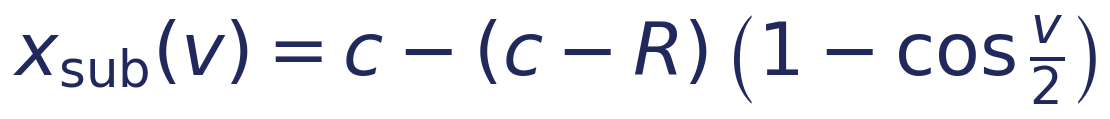 x_sub(v) = c − (c − R) (1 − cos v/2)